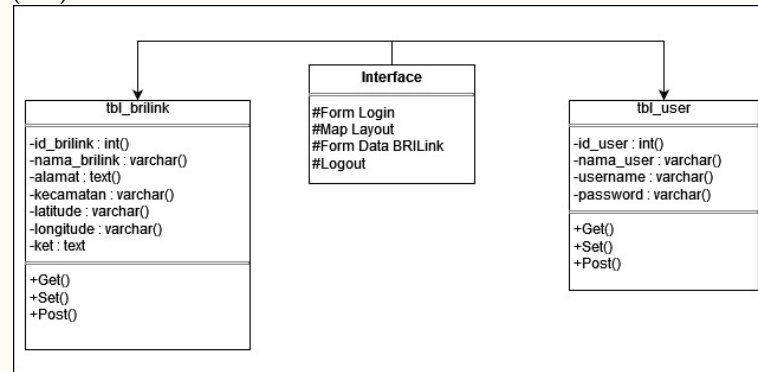 Interface
#Form Login
#Map Layout
#Form Data BRILink
#Logout
tbl_brilink
-id_brilink : int()
-nama_brilink : varchar()
-alamat : text()
-kecamatan : varchar()
-latitude : varchar()
-longitude : varchar()
-ket : text
+Get()
+Set()
+Post()
tbl_user
-id_user : int()
-nama_user : varchar()
-username : varchar()
-password : varchar()
+Get()
+Set()
+Post()